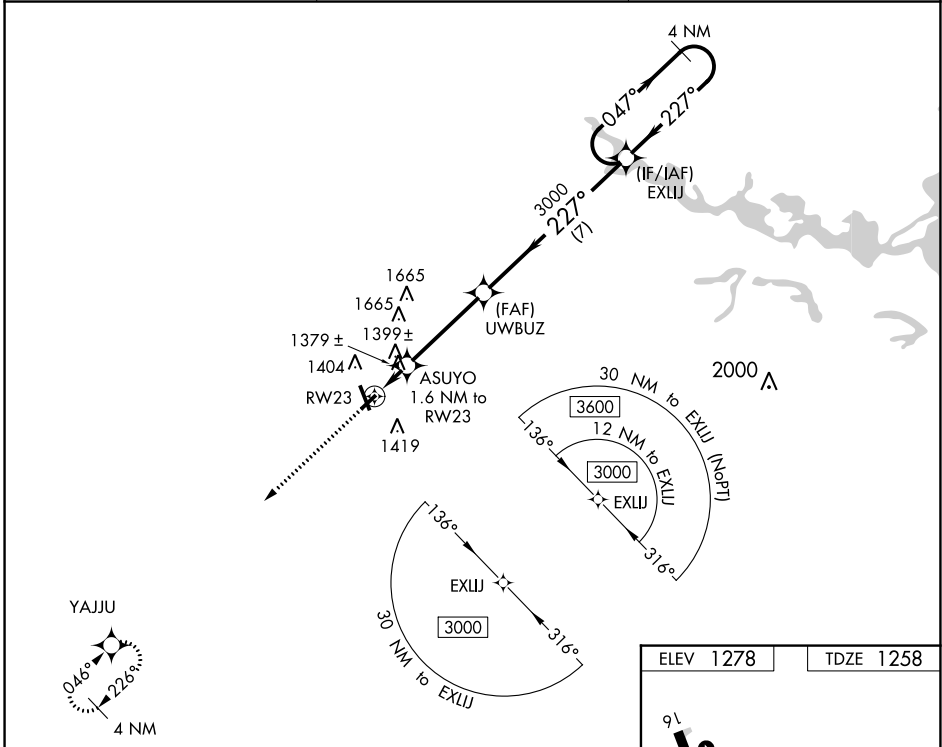 4 NM
047°
227°
(IF/IAF)
EXLIJ
3000
227°
(7)
1665
1665
(FAF)
UWBUZ
1379 ±
1399 ±
1404
ASUYO
1.6 NM to
RW23
RW23
1419
2000
30 NM to EXLIJ (NoPT)
3600
136°
12 NM to EXLIJ
3000
EXLIJ
316°
136°
EXLIJ
3000
316°
30 NM to EXLIJ
YAJJU
046°
226°
4 NM
ELEV 1278
TDZE 1258
16